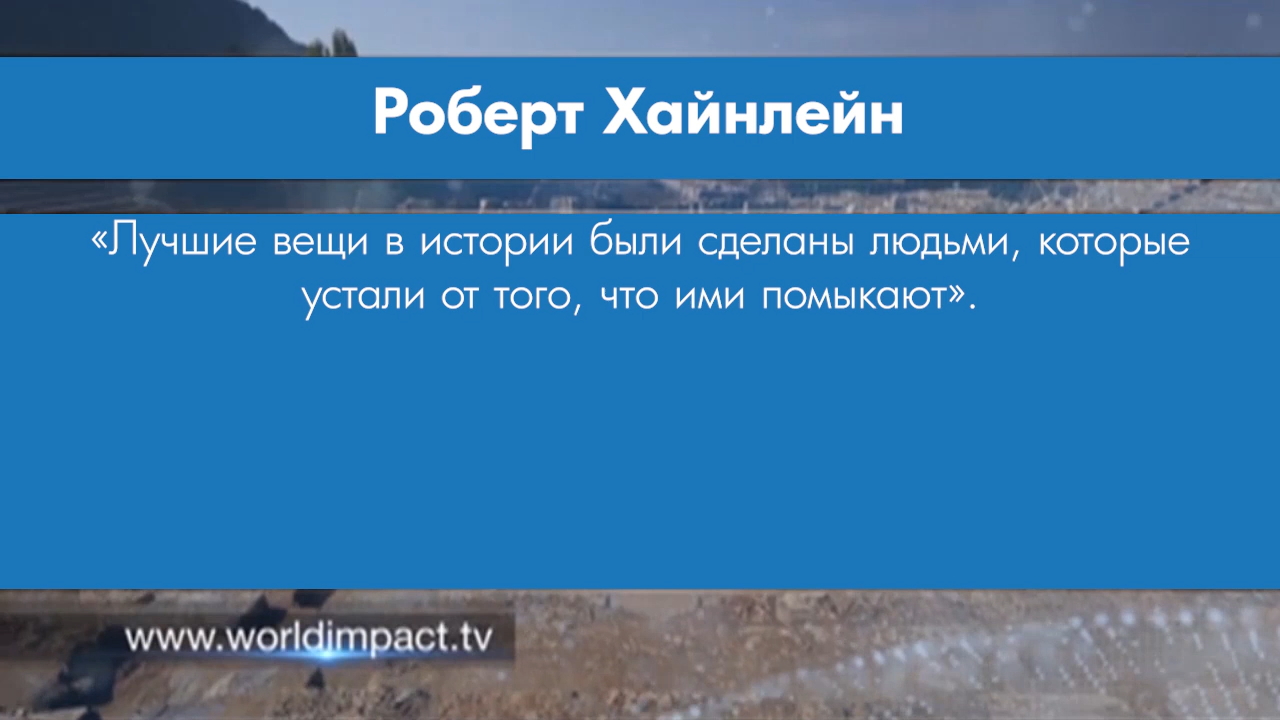 Роберт Хайнлейн
«Лучшие вещи в истории были сделаны людьми, которые
устали от того, что ими помыкают».
www.worldimpact.tv